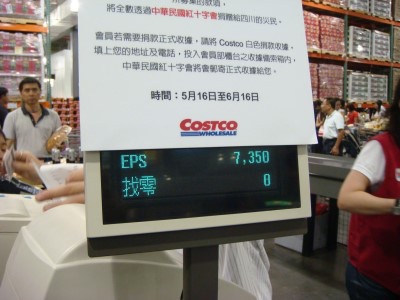 將全數透過中華民國紅十字會捐贈給四川的災民。
會員若需要捐款正式收據,請將 Costco 白色捐款收據,
填上您的地址及電話,投入會員部櫃台之收據備索箱內,
中華民國紅十字會將會郵寄正式收據給您。
時間:5月16日至6月16日
COSTCO
WHOLESALE
EPS 7,350
找零 0